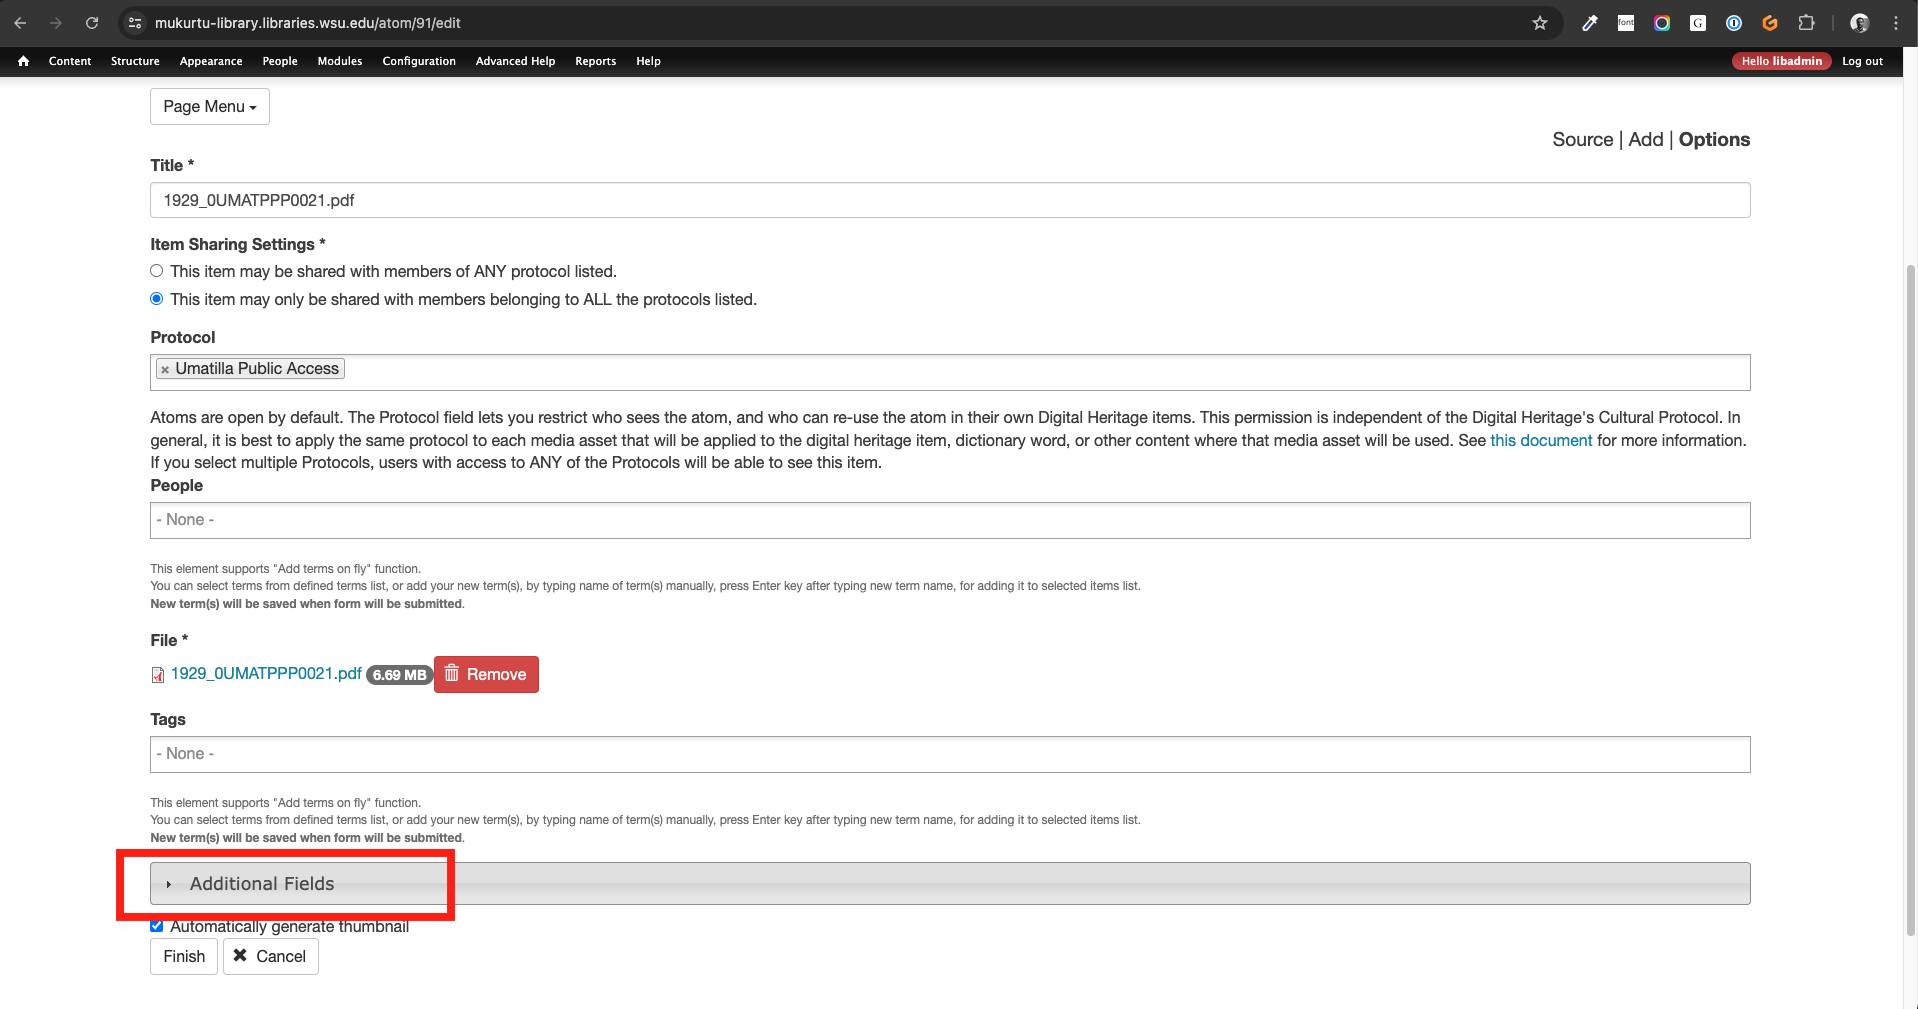 mukurtu-library.libraries.wsu.edu/atom/91/edit
font
G
Content Structure Appearance People Modules Configuration Advanced Help Reports Help Hello libadmin Log out
Page Menu
Source | Add | Options
Title *
1929_0UMATPPP0021.pdf
Item Sharing Settings *
This item may be shared with members of ANY protocol listed.
This item may only be shared with members belonging to ALL the protocols listed.
Protocol
× Umatilla Public Access
Atoms are open by default. The Protocol field lets you restrict who sees the atom, and who can re-use the atom in their own Digital Heritage items. This permission is independent of the Digital Heritage's Cultural Protocol. In
general, it is best to apply the same protocol to each media asset that will be applied to the digital heritage item, dictionary word, or other content where that media asset will be used. See this document for more information.
If you select multiple Protocols, users with access to ANY of the Protocols will be able to see this item.
People
- None -
This element supports "Add terms on fly" function.
You can select terms from defined terms list, or add your new term(s), by typing name of term(s) manually, press Enter key after typing new term name, for adding it to selected items list.
New term(s) will be saved when form will be submitted.
File *
1929_0UMATPPP0021.pdf 6.69 MB Remove
Tags
- None -
This element supports "Add terms on fly" function.
You can select terms from defined terms list, or add your new term(s), by typing name of term(s) manually, press Enter key after typing new term name, for adding it to selected items list.
New term(s) will be saved when form will be submitted.
Additional Fields
Automatically generate thumbnail
Finish Cancel